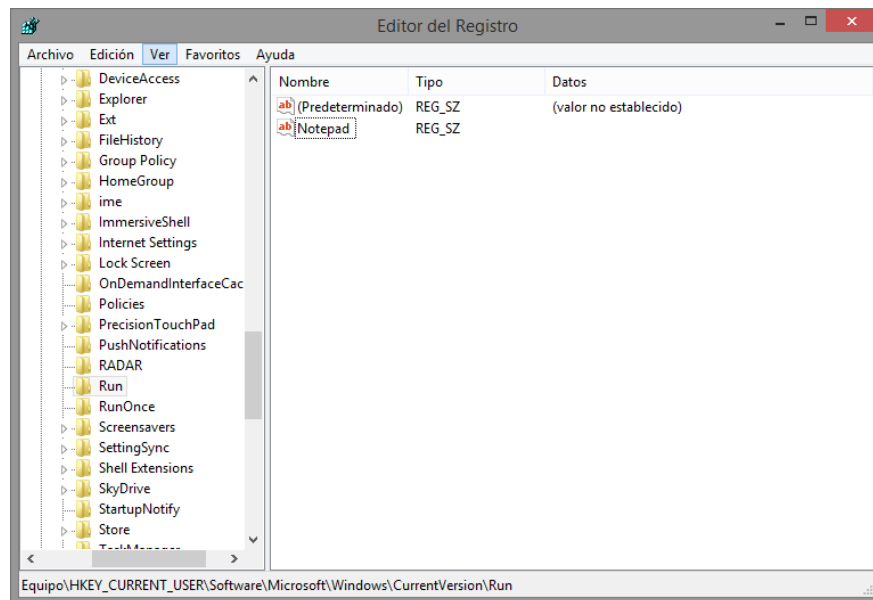 Editor del Registro
Archivo Edición Ver Favoritos Ayuda
DeviceAccess
Explorer
Ext
FileHistory
Group Policy
HomeGroup
ime
ImmersiveShell
Internet Settings
Lock Screen
OnDemandInterfaceCac
Policies
PrecisionTouchPad
PushNotifications
RADAR
Run
RunOnce
Screensavers
SettingSync
Shell Extensions
SkyDrive
StartupNotify
Store
Nombre Tipo Datos
(Predeterminado) REG_SZ (valor no establecido)
Notepad REG_SZ
Equipo\HKEY_CURRENT_USER\Software\Microsoft\Windows\CurrentVersion\Run